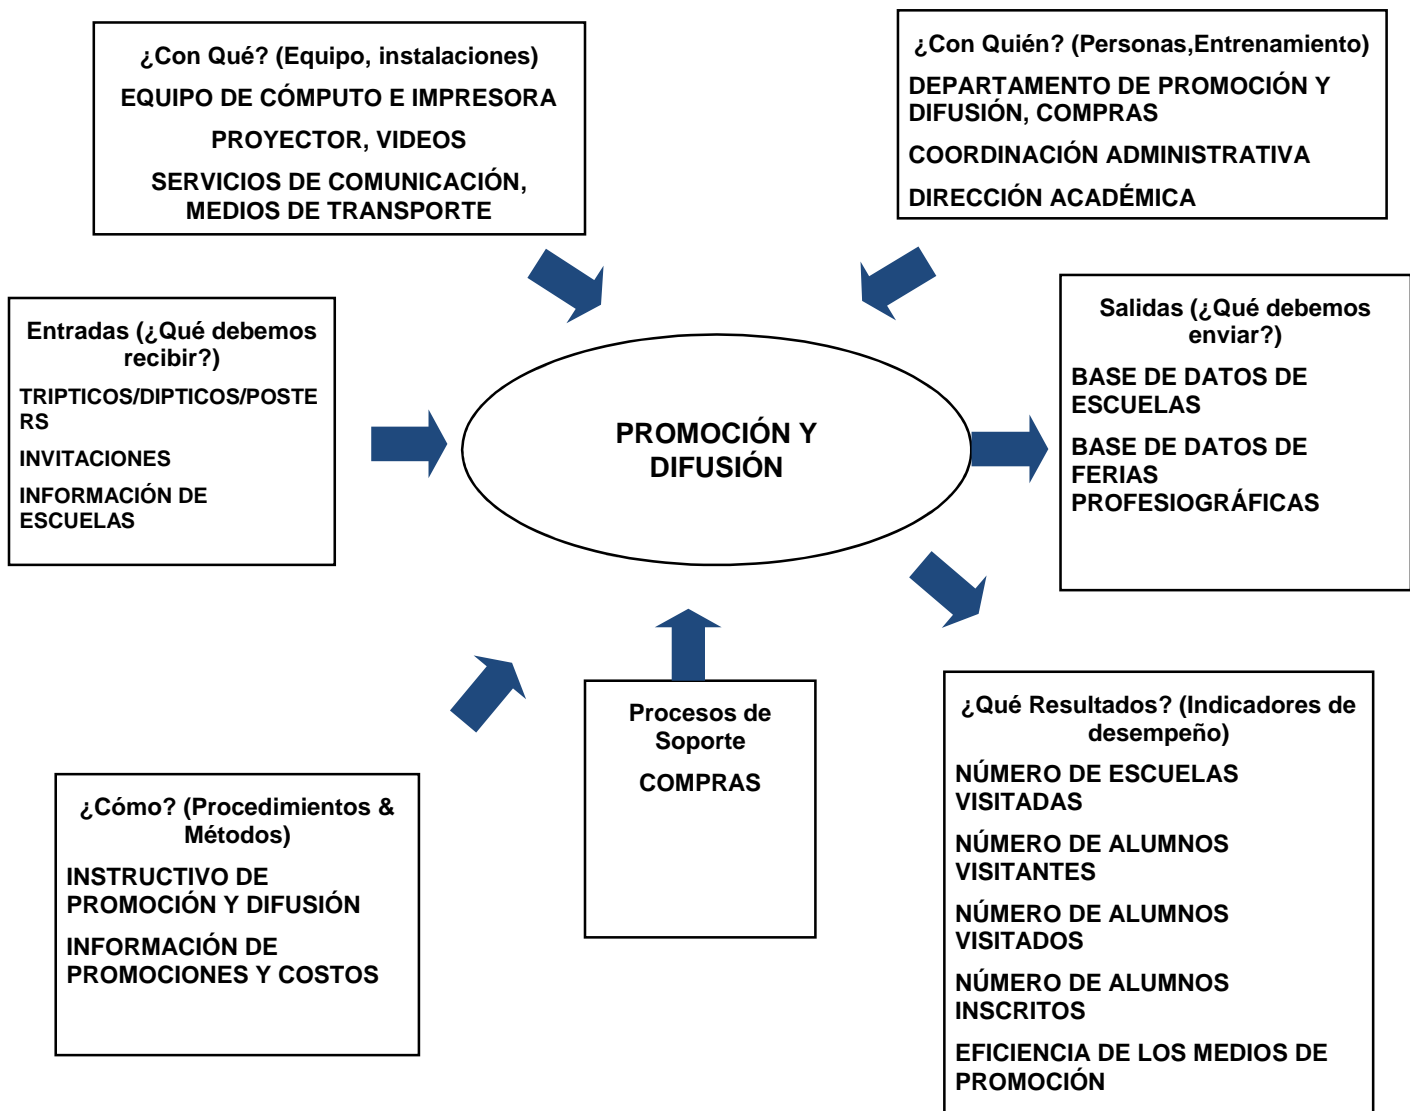 ¿Con Qué? (Equipo, instalaciones)
EQUIPO DE CÓMPUTO E IMPRESORA
PROYECTOR, VIDEOS
SERVICIOS DE COMUNICACIÓN,
MEDIOS DE TRANSPORTE
¿Con Quién? (Personas,Entrenamiento)
DEPARTAMENTO DE PROMOCIÓN Y
DIFUSIÓN, COMPRAS
COORDINACIÓN ADMINISTRATIVA
DIRECCIÓN ACADÉMICA
Entradas (¿Qué debemos
recibir?)
TRIPTICOS/DIPTICOS/POSTE
RS
INVITACIONES
INFORMACIÓN DE
ESCUELAS
PROMOCIÓN Y
DIFUSIÓN
Salidas (¿Qué debemos
enviar?)
BASE DE DATOS DE
ESCUELAS
BASE DE DATOS DE
FERIAS
PROFESIOGRÁFICAS
¿Cómo? (Procedimientos &
Métodos)
INSTRUCTIVO DE
PROMOCIÓN Y DIFUSIÓN
INFORMACIÓN DE
PROMOCIONES Y COSTOS
Procesos de
Soporte
COMPRAS
¿Qué Resultados? (Indicadores de
desempeño)
NÚMERO DE ESCUELAS
VISITADAS
NÚMERO DE ALUMNOS
VISITANTES
NÚMERO DE ALUMNOS
VISITADOS
NÚMERO DE ALUMNOS
INSCRITOS
EFICIENCIA DE LOS MEDIOS DE
PROMOCIÓN